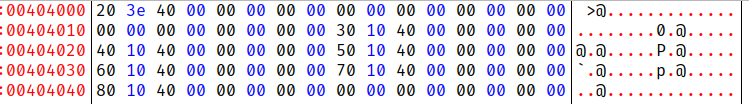 :00404000 20 3e 40 00 00 00 00 00 00 00 00 00 00 00 00 00  >@.............
:00404010 00 00 00 00 00 00 00 00 30 10 40 00 00 00 00 00 ........0.@.....
:00404020 40 10 40 00 00 00 00 00 50 10 40 00 00 00 00 00 @.@.....P.@.....
:00404030 60 10 40 00 00 00 00 00 70 10 40 00 00 00 00 00 `.@.....p.@.....
:00404040 80 10 40 00 00 00 00 00 00 00 00 00 00 00 00 00 ..@.............